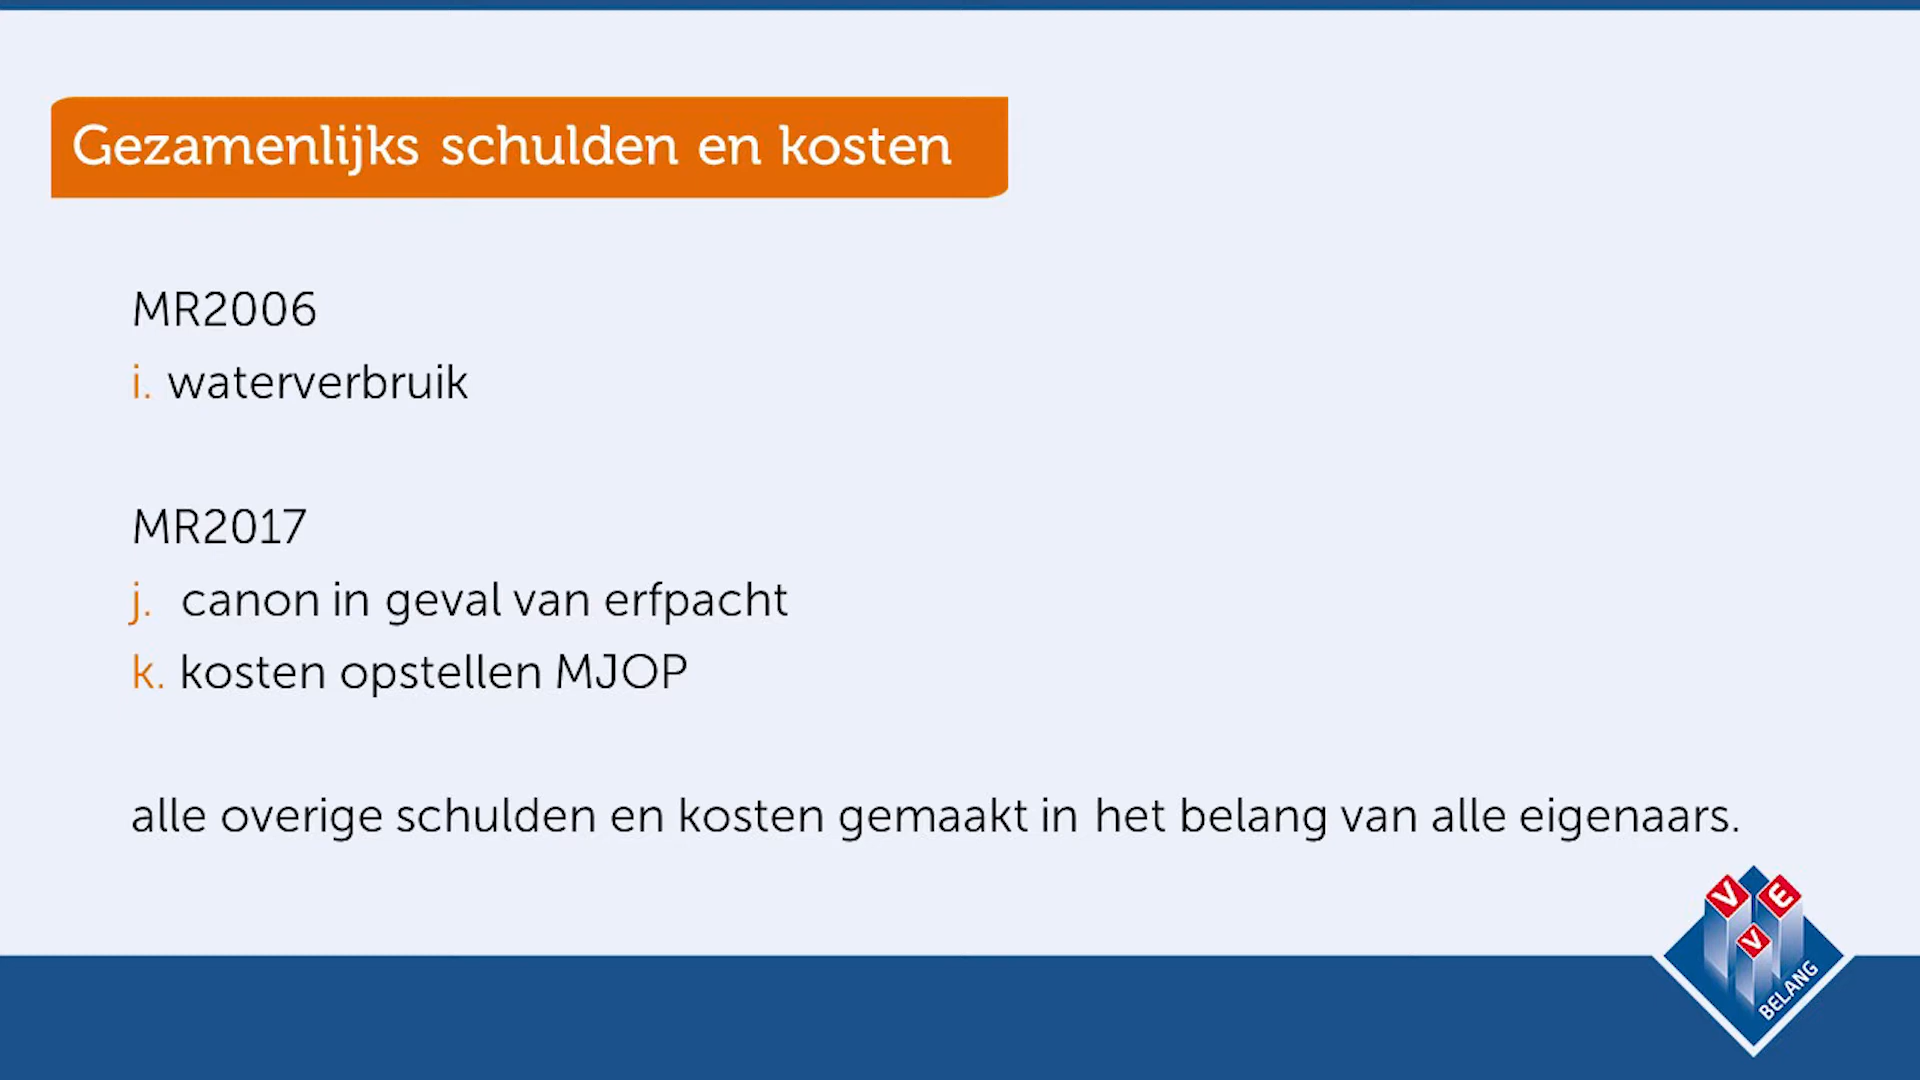 Gezamenlijks schulden en kosten
MR2006
i. waterverbruik
MR2017
j. canon in geval van erfpacht
k. kosten opstellen MJOP
alle overige schulden en kosten gemaakt in het belang van alle eigenaars.
V V E
BELANG